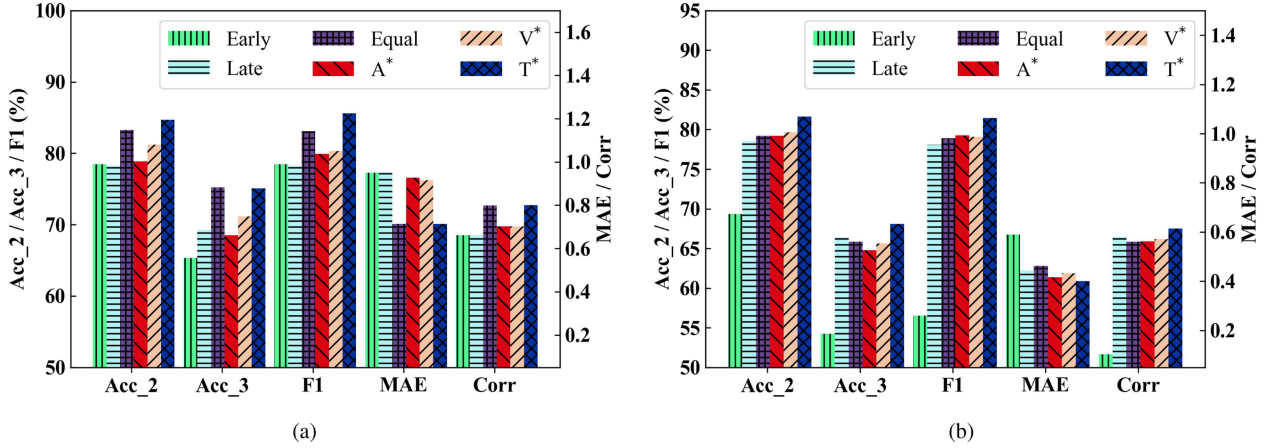 100
90
80
70
60
50
Acc_2 / Acc_3 / F1 (%)
Early
Late
Equal
A*
V*
T*
1.6
1.4
1.2
1.0
0.8
0.6
0.4
0.2
MAE / Corr
Acc_2 Acc_3 F1 MAE Corr
(a)
95
90
85
80
75
70
65
60
55
50
Acc_2 / Acc_3 / F1 (%)
Early
Late
Equal
A*
V*
T*
1.4
1.2
1.0
0.8
0.6
0.4
0.2
MAE / Corr
Acc_2 Acc_3 F1 MAE Corr
(b)